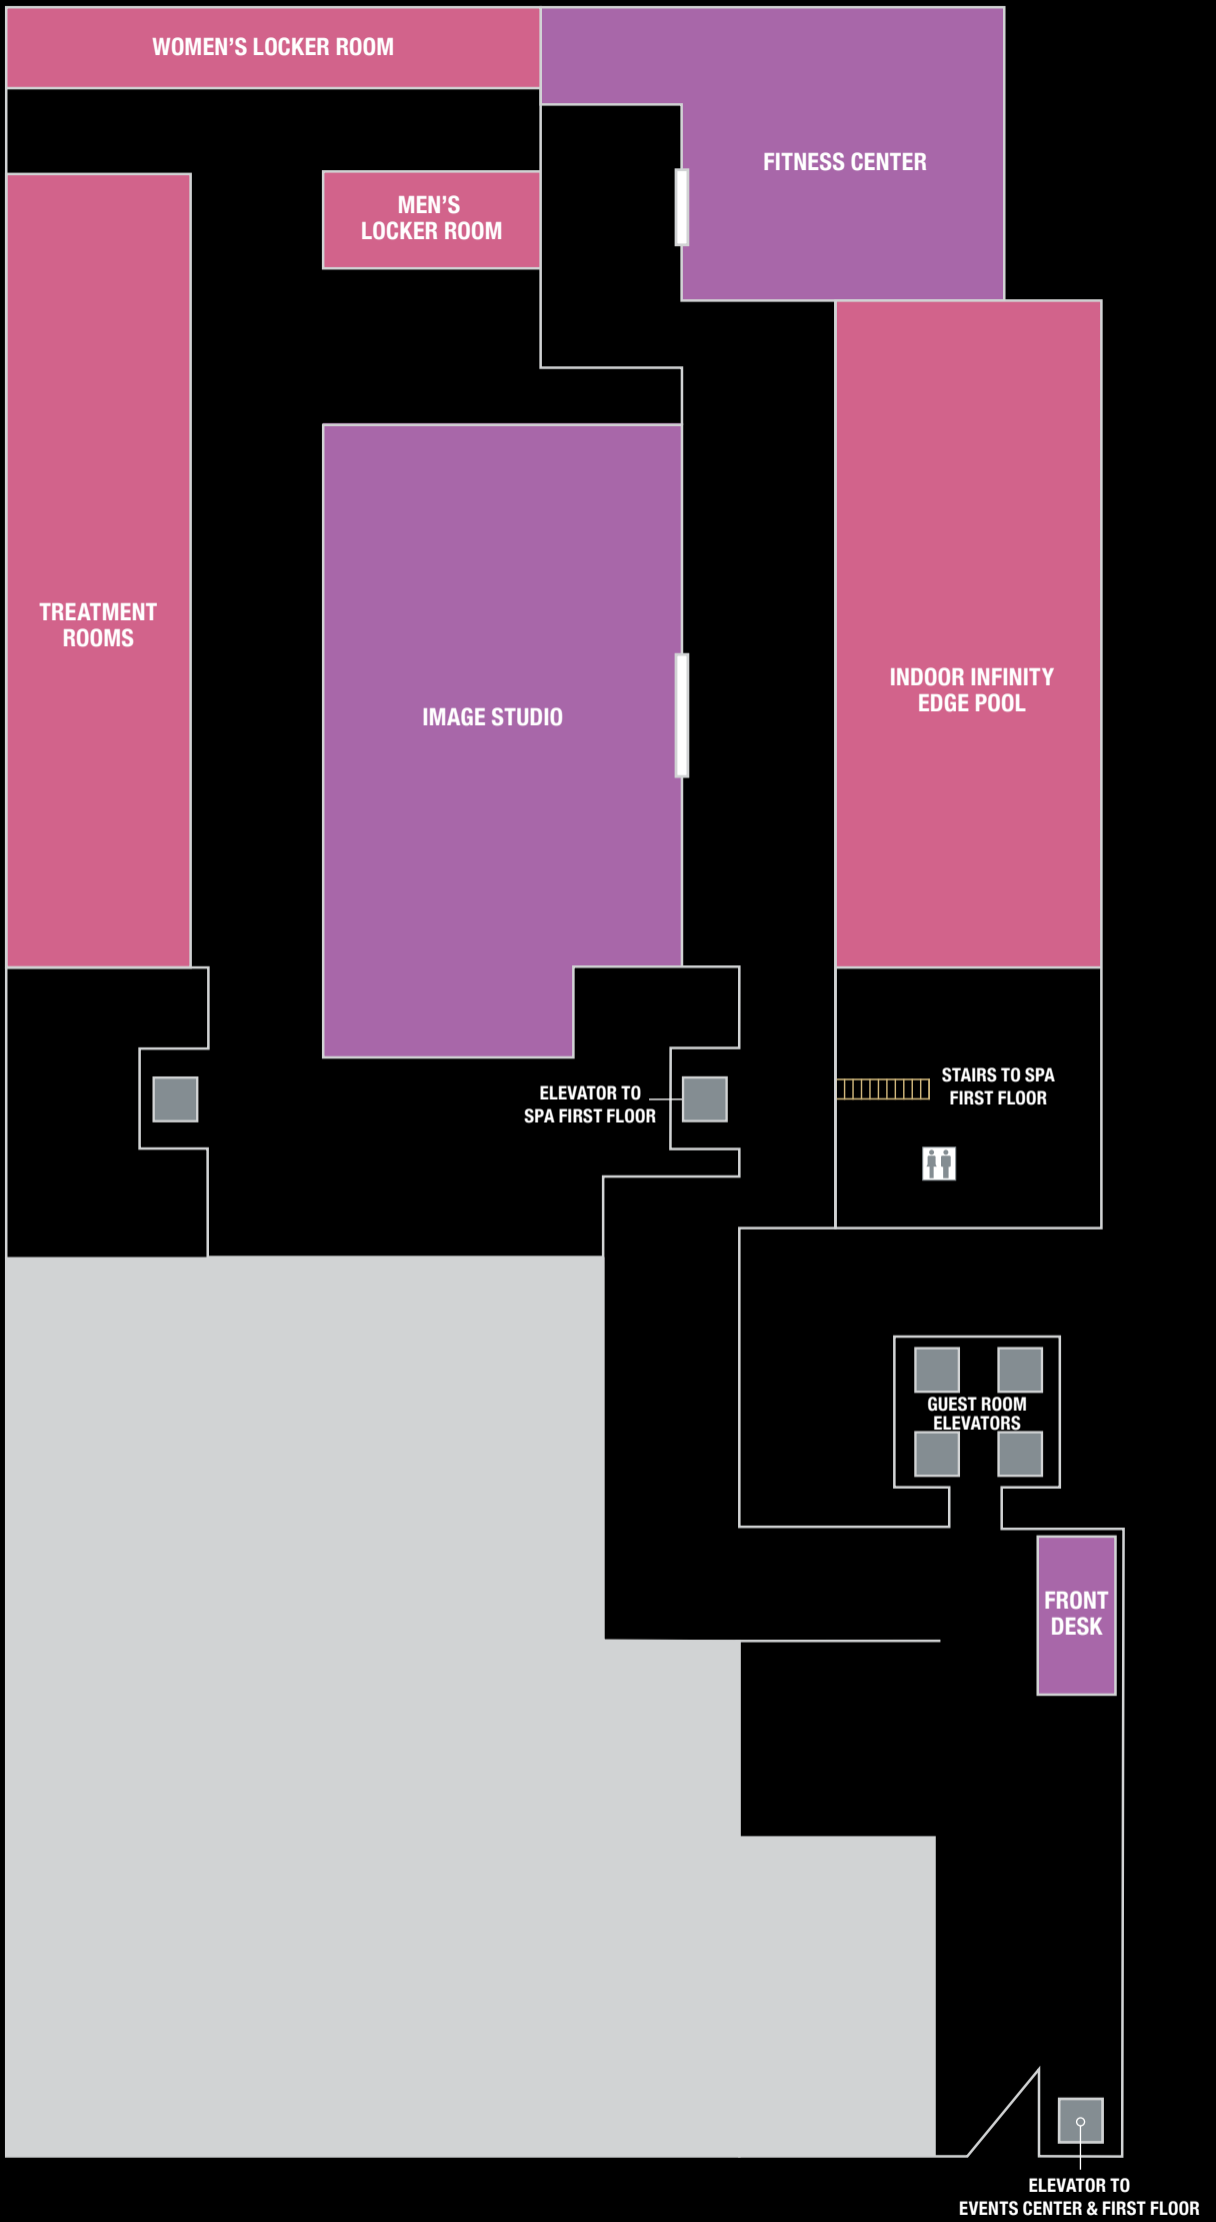 WOMEN'S LOCKER ROOM
FITNESS CENTER
MEN'S
LOCKER ROOM
TREATMENT
ROOMS
IMAGE STUDIO
INDOOR INFINITY
EDGE POOL
ELEVATOR TO
SPA FIRST FLOOR
STAIRS TO SPA
FIRST FLOOR
GUEST ROOM
ELEVATORS
FRONT
DESK
ELEVATOR TO
EVENTS CENTER & FIRST FLOOR